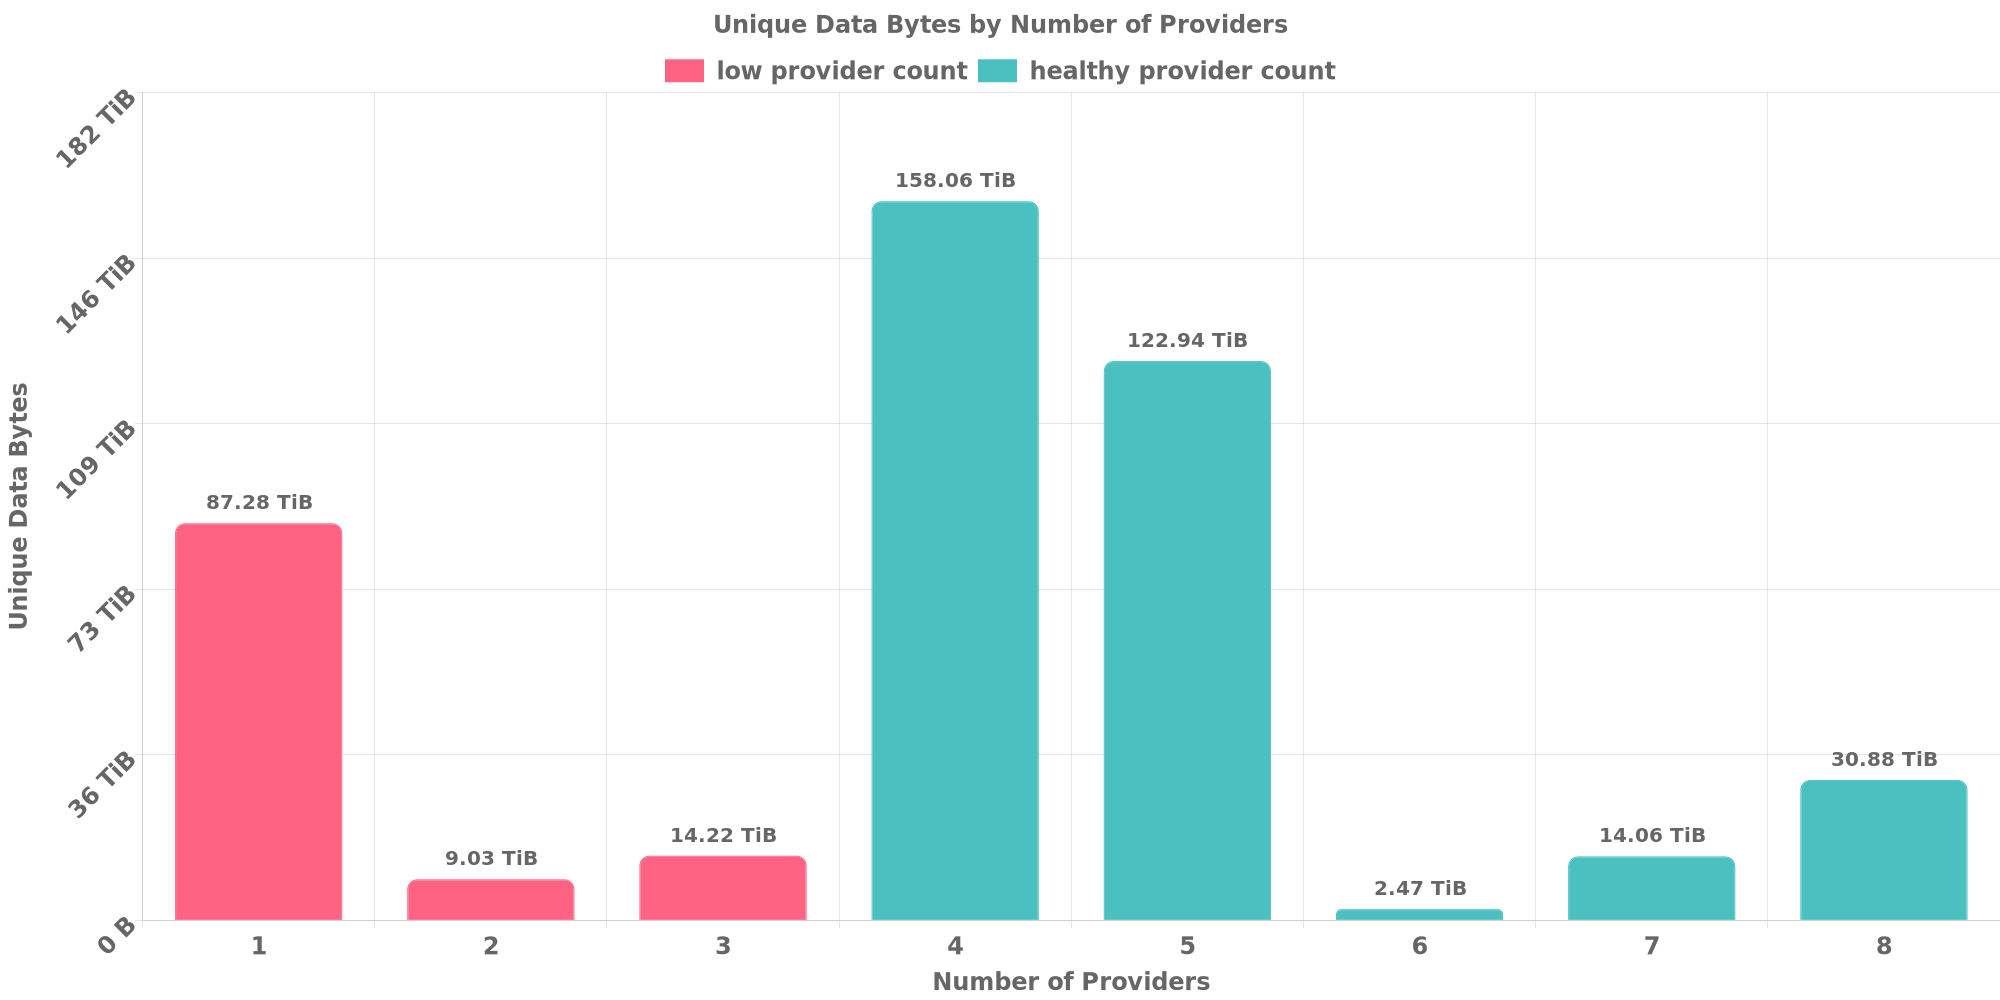 Unique Data Bytes by Number of Providers
low provider count healthy provider count
182 TiB
146 TiB
109 TiB
73 TiB
36 TiB
0 B
Unique Data Bytes
87.28 TiB
9.03 TiB
14.22 TiB
158.06 TiB
122.94 TiB
2.47 TiB
14.06 TiB
30.88 TiB
1 2 3 4 5 6 7 8
Number of Providers